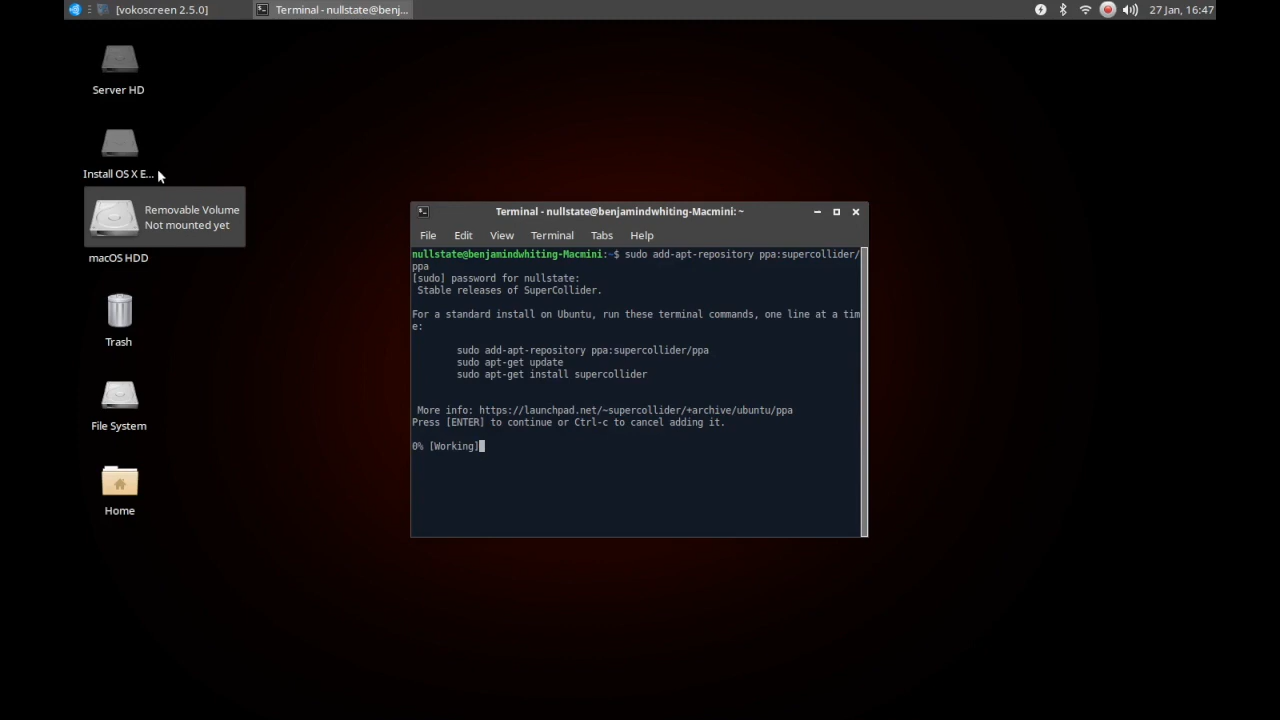 [vokoscreen 2.5.0]
Terminal - nullstate@benj...
27 Jan, 16:47
Server HD
Install OS X E...
Removable Volume
Not mounted yet
macOS HDD
Trash
File System
Home
Terminal - nullstate@benjamindwhiting-Macmini: ~
File Edit View Terminal Tabs Help
nullstate@benjamindwhiting-Macmini:~$ sudo add-apt-repository ppa:supercollider/
ppa
[sudo] password for nullstate:
Stable releases of SuperCollider.
For a standard install on Ubuntu, run these terminal commands, one line at a tim
e:
sudo add-apt-repository ppa:supercollider/ppa
sudo apt-get update
sudo apt-get install supercollider
More info: https://launchpad.net/~supercollider/+archive/ubuntu/ppa
Press [ENTER] to continue or Ctrl-c to cancel adding it.
0% [Working]